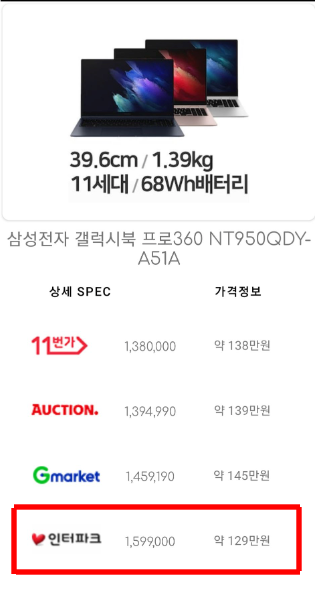 39.6cm / 1.39kg
11세대 / 68Wh배터리
삼성전자 갤럭시북 프로360 NT950QDY-
A51A
상세 SPEC 가격정보
11번가 1,380,000 약 138만원
AUCTION. 1,394,990 약 139만원
Gmarket 1,459,190 약 145만원
인터파크 1,599,000 약 129만원